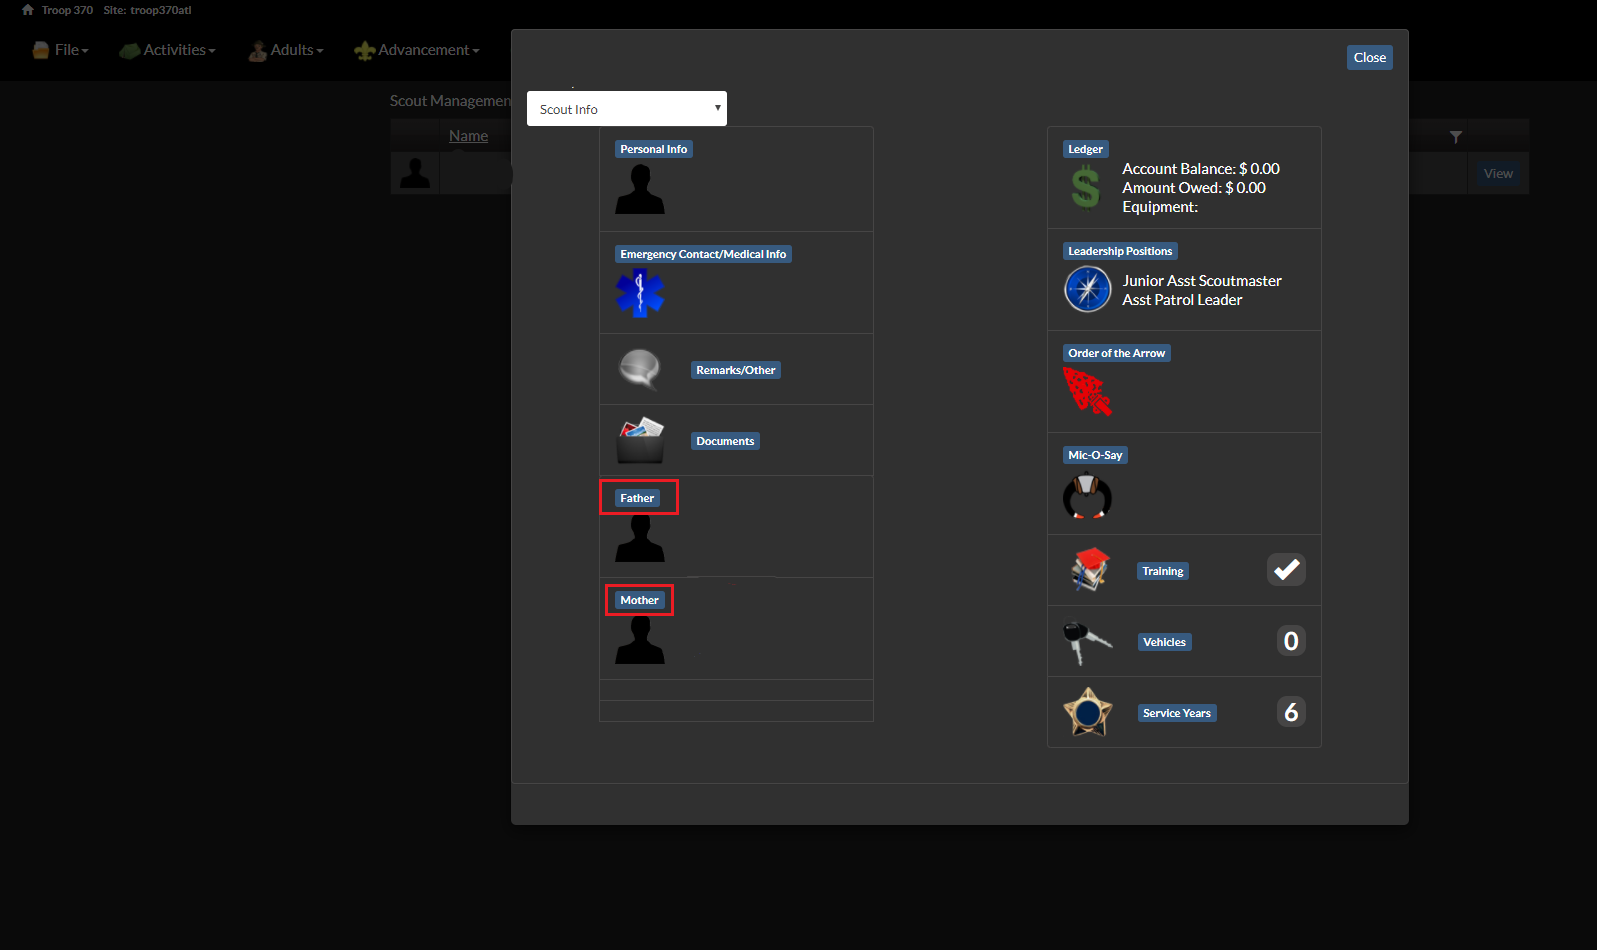 Troop 370 Site: troop370atl
File
Activities
Adults
Advancement
Close
Scout Managemen
Scout Info
Name
View
Personal Info
Emergency Contact/Medical Info
Remarks/Other
Documents
Father
Mother
Ledger
Account Balance: $ 0.00
Amount Owed: $ 0.00
Equipment:
Leadership Positions
Junior Asst Scoutmaster
Asst Patrol Leader
Order of the Arrow
Mic-O-Say
Training
Vehicles 0
Service Years 6